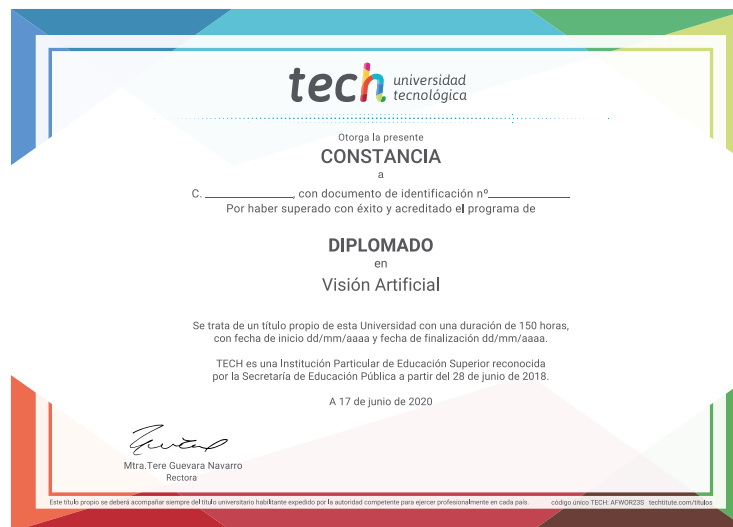 tech universidad
tecnológica
Otorga la presente
CONSTANCIA
a
C. ______________, con documento de identificación nº______________
Por haber superado con éxito y acreditado el programa de
DIPLOMADO
en
Visión Artificial
Se trata de un título propio de esta Universidad con una duración de 150 horas,
con fecha de inicio dd/mm/aaaa y fecha de finalización dd/mm/aaaa.
TECH es una Institución Particular de Educación Superior reconocida
por la Secretaría de Educación Pública a partir del 28 de junio de 2018.
A 17 de junio de 2020
Mtra.Tere Guevara Navarro
Rectora
Este título propio se deberá acompañar siempre del título universitario habilitante expedido por la autoridad competente para ejercer profesionalmente en cada país. código único TECH: AFWOR23S techtitute.com/títulos